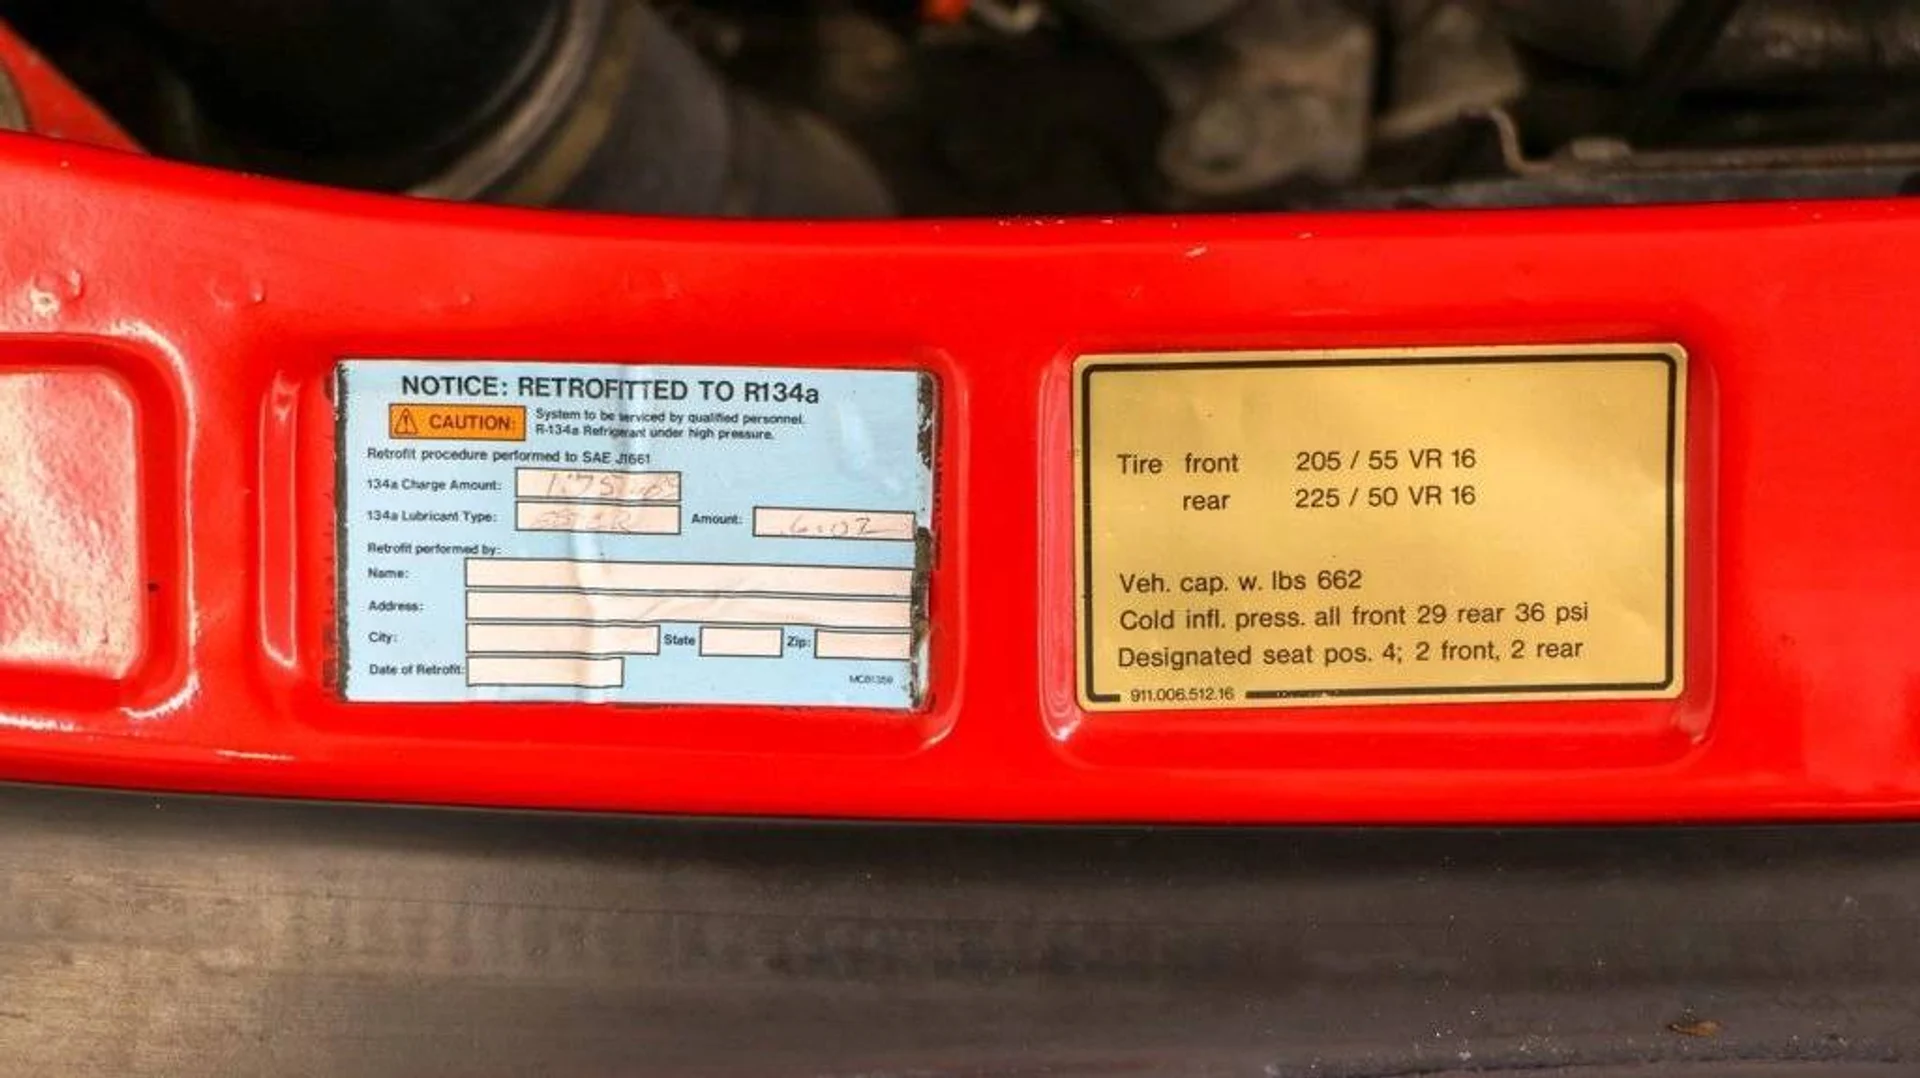 NOTICE: RETROFITTED TO R134a
CAUTION:
System to be serviced by qualified personnel.
R-134a Refrigerant under high pressure.
Retrofit procedure performed to SAE J1661
134a Charge Amount: 1.75
134a Lubricant Type: ESTER Amount:
Retrofit performed by:
Name:
Address:
City: State Zip:
Date of Retrofit:
Tire front 205 / 55 VR 16
rear 225 / 50 VR 16
Veh. cap. w. lbs 662
Cold infl. press. all front 29 rear 36 psi
Designated seat pos. 4; 2 front, 2 rear
911.006.512.16